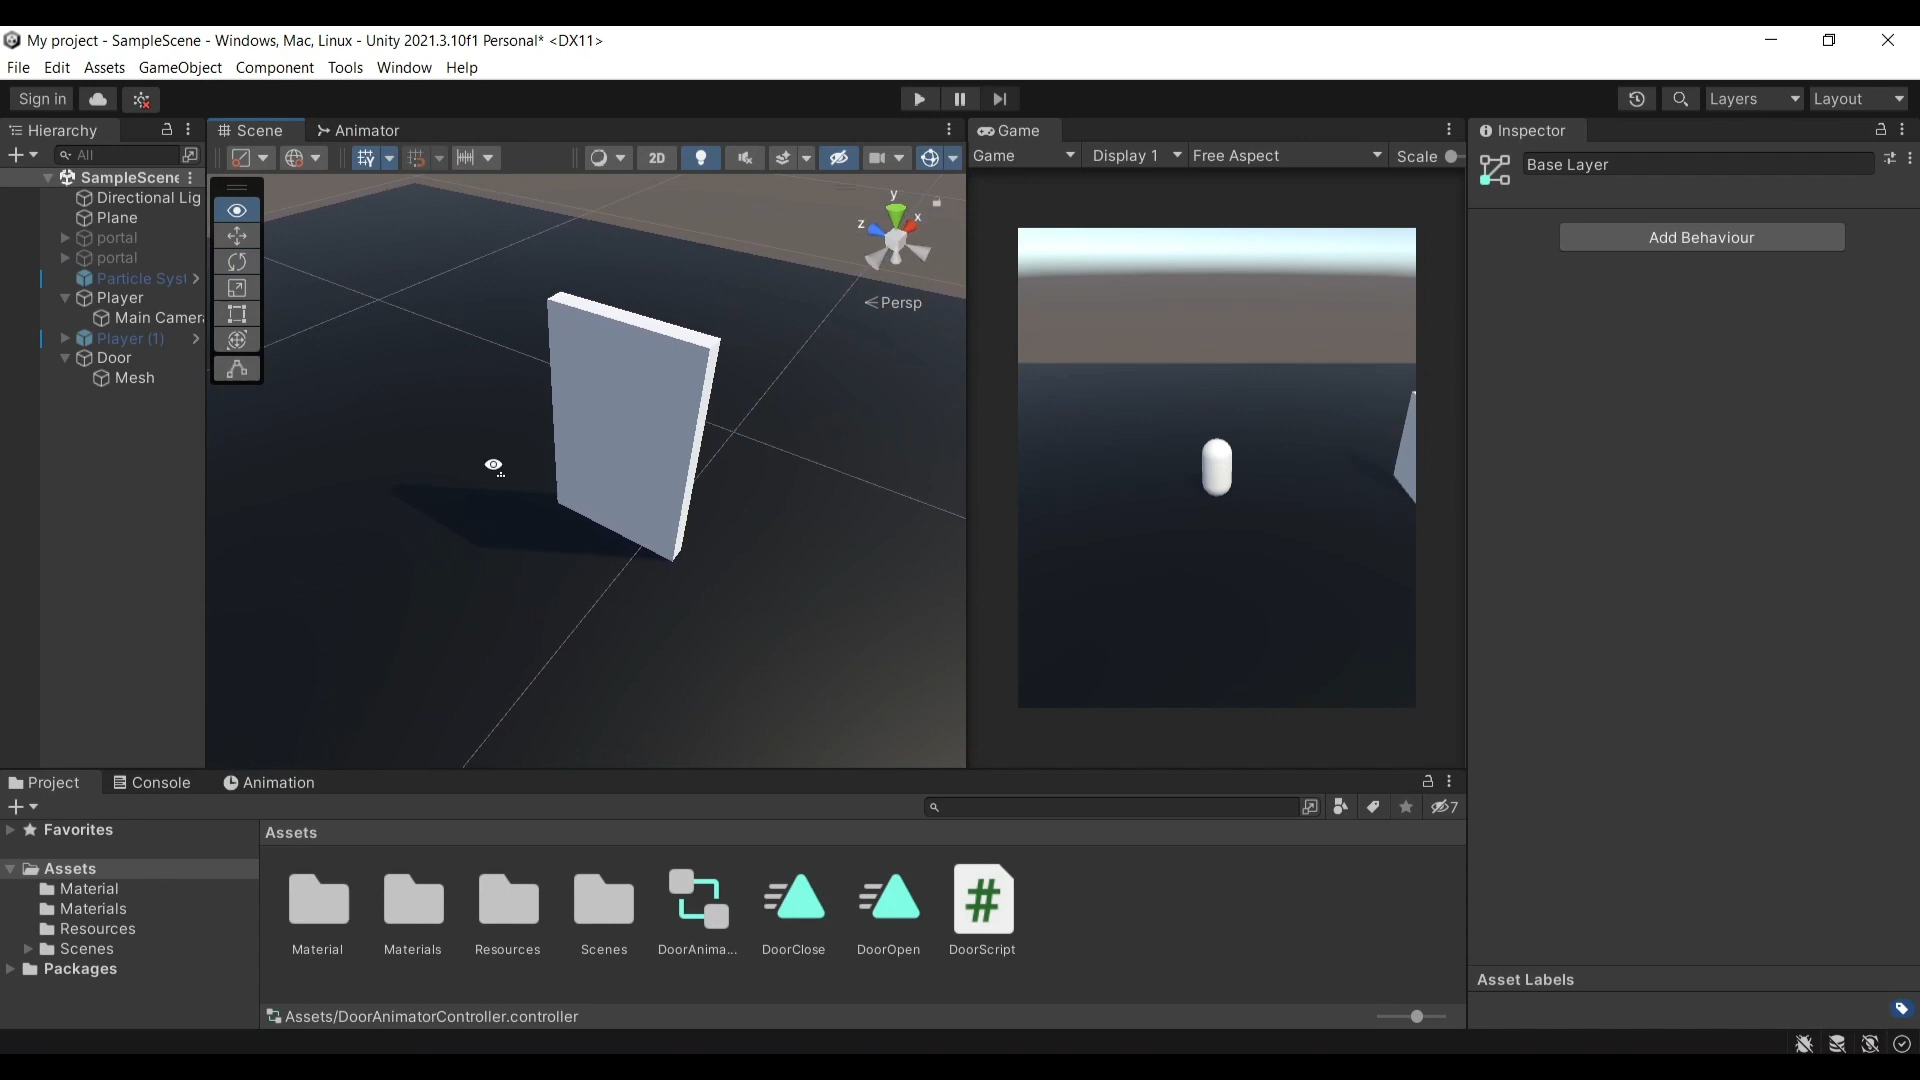 My project - SampleScene - Windows, Mac, Linux - Unity 2021.3.10f1 Personal* <DX11>
File Edit Assets GameObject Component Tools Window Help
Sign in
Layers
Layout
Hierarchy
All
SampleScene
Directional Lig
Plane
portal
portal
Particle Syst
Player
Main Camera
Player (1)
Door
Mesh
Scene
Animator
2D
y
x
z
Persp
Game
Game
Display 1
Free Aspect
Scale
Inspector
Base Layer
Add Behaviour
Project
Console
Animation
7
Favorites
Assets
Material
Materials
Resources
Scenes
Packages
Assets
Material
Materials
Resources
Scenes
DoorAnima...
DoorClose
DoorOpen
#
DoorScript
Assets/DoorAnimatorController.controller
Asset Labels